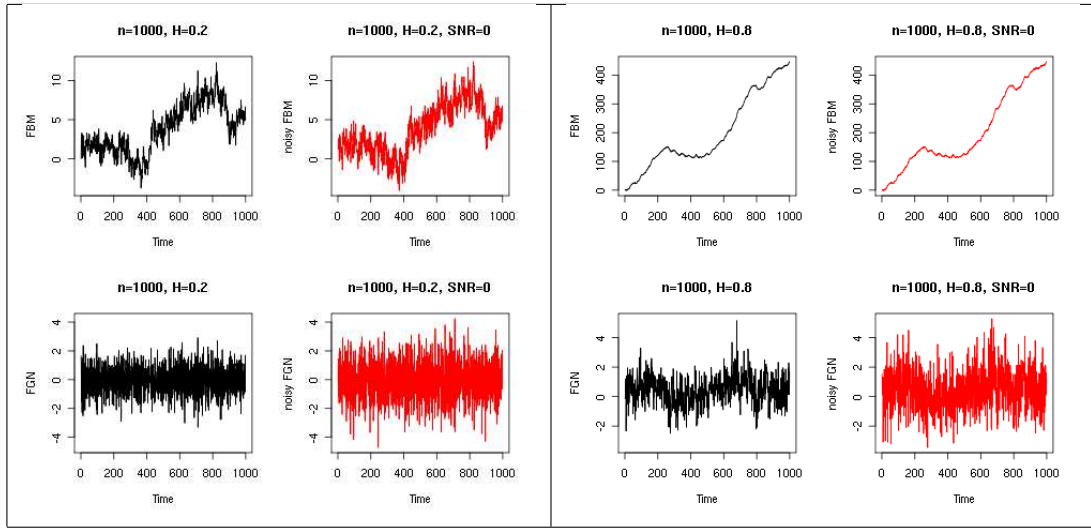 n=1000, H=0.2
FBM
0 5 10
0 200 400 600 800 1000
Time
n=1000, H=0.2, SNR=0
noisy FBM
0 5 10
0 200 400 600 800 1000
Time
n=1000, H=0.8
FBM
0 100 200 300 400
0 200 400 600 800 1000
Time
n=1000, H=0.8, SNR=0
noisy FBM
0 100 200 300 400
0 200 400 600 800 1000
Time
n=1000, H=0.2
FGN
-4 -2 0 2 4
0 200 400 600 800 1000
Time
n=1000, H=0.2, SNR=0
noisy FGN
-4 -2 0 2 4
0 200 400 600 800 1000
Time
n=1000, H=0.8
FGN
-2 0 2 4
0 200 400 600 800 1000
Time
n=1000, H=0.8, SNR=0
noisy FGN
-2 0 2 4
0 200 400 600 800 1000
Time